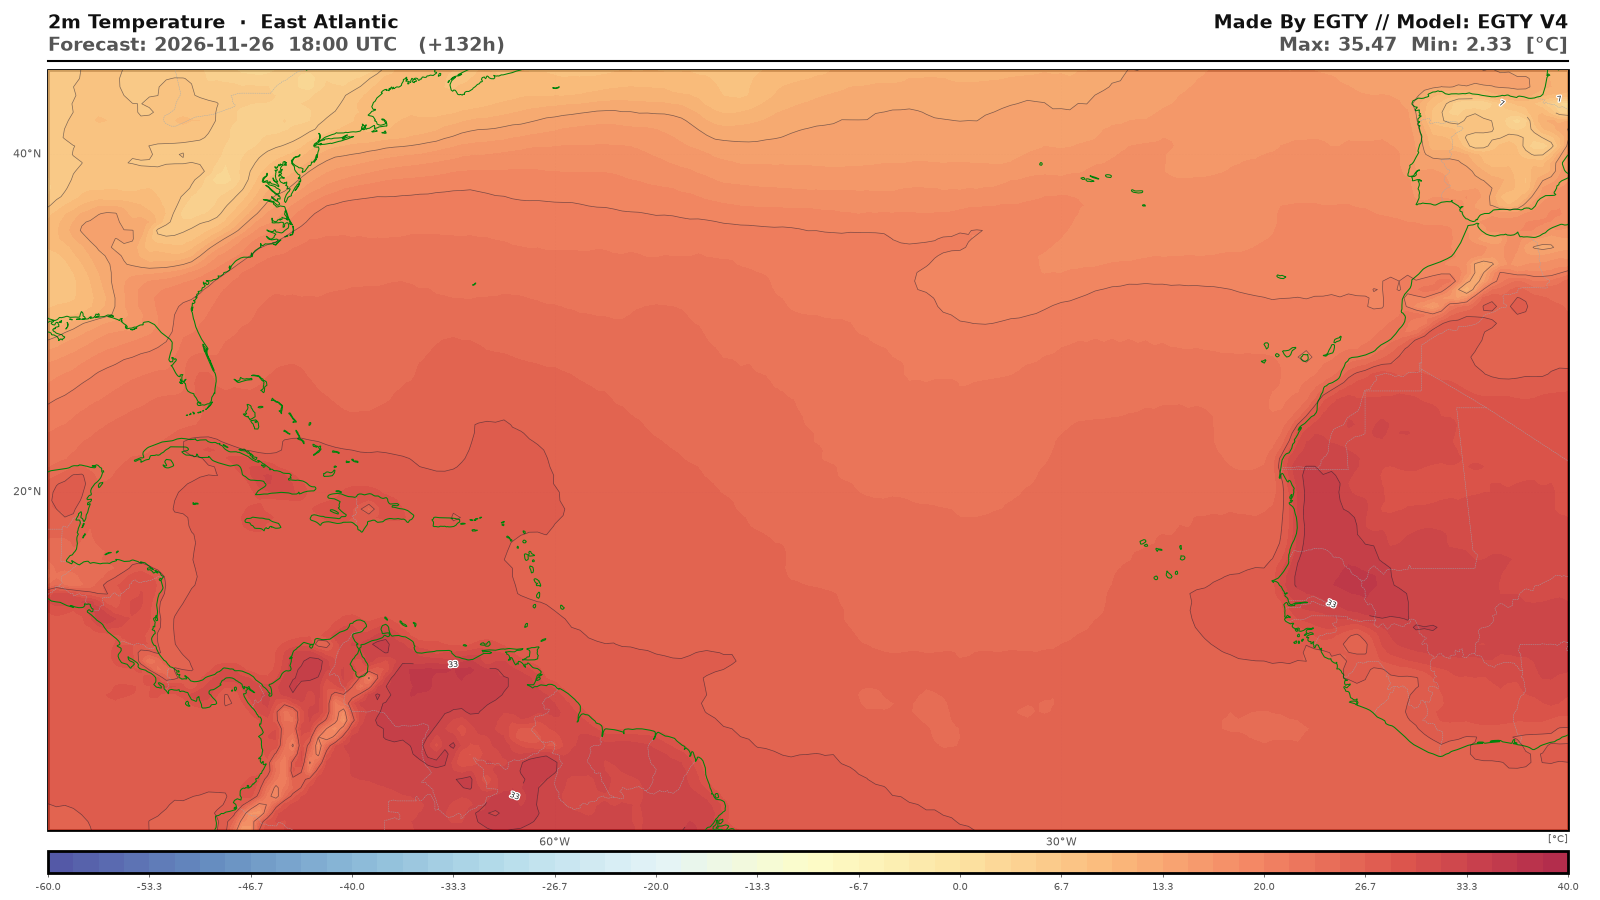 2m Temperature · East Atlantic
Made By EGTY // Model: EGTY V4
Forecast: 2026-11-26 18:00 UTC (+132h)
Max: 35.47 Min: 2.33 [°C]
7
7
40°N
20°N
33
33
33
60°W
30°W
[°C]
-60.0 -53.3 -46.7 -40.0 -33.3 -26.7 -20.0 -13.3 -6.7 0.0 6.7 13.3 20.0 26.7 33.3 40.0